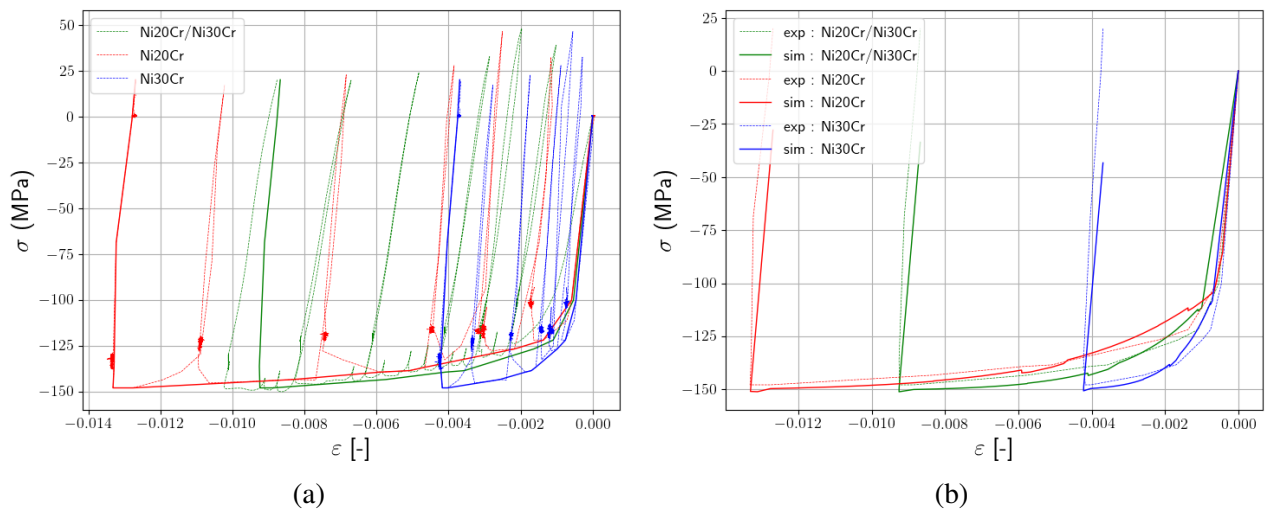 50
25
0
−25
−50
−75
−100
−125
−150
σ (MPa)
Ni20Cr/Ni30Cr
Ni20Cr
Ni30Cr
−0.014
−0.012
−0.010
−0.008
−0.006
−0.004
−0.002
0.000
ε [-]
(a)
25
0
−25
−50
−75
−100
−125
−150
σ (MPa)
exp : Ni20Cr/Ni30Cr
sim : Ni20Cr/Ni30Cr
exp : Ni20Cr
sim : Ni20Cr
exp : Ni30Cr
sim : Ni30Cr
−0.012
−0.010
−0.008
−0.006
−0.004
−0.002
0.000
ε [-]
(b)